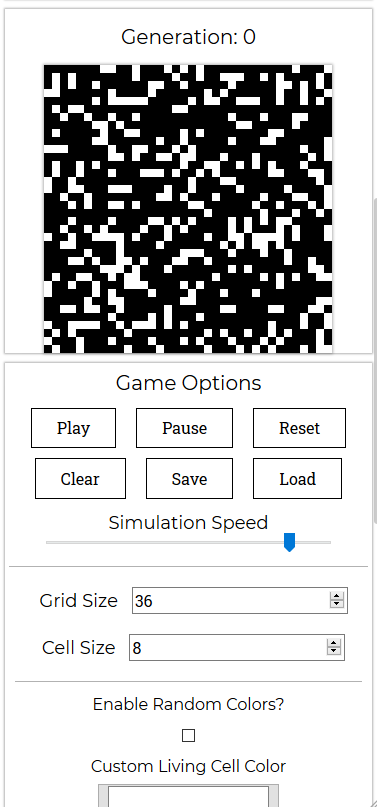 Generation: 0
Game Options
Play Pause Reset
Clear Save Load
Simulation Speed
Grid Size 36
Cell Size 8
Enable Random Colors?
Custom Living Cell Color